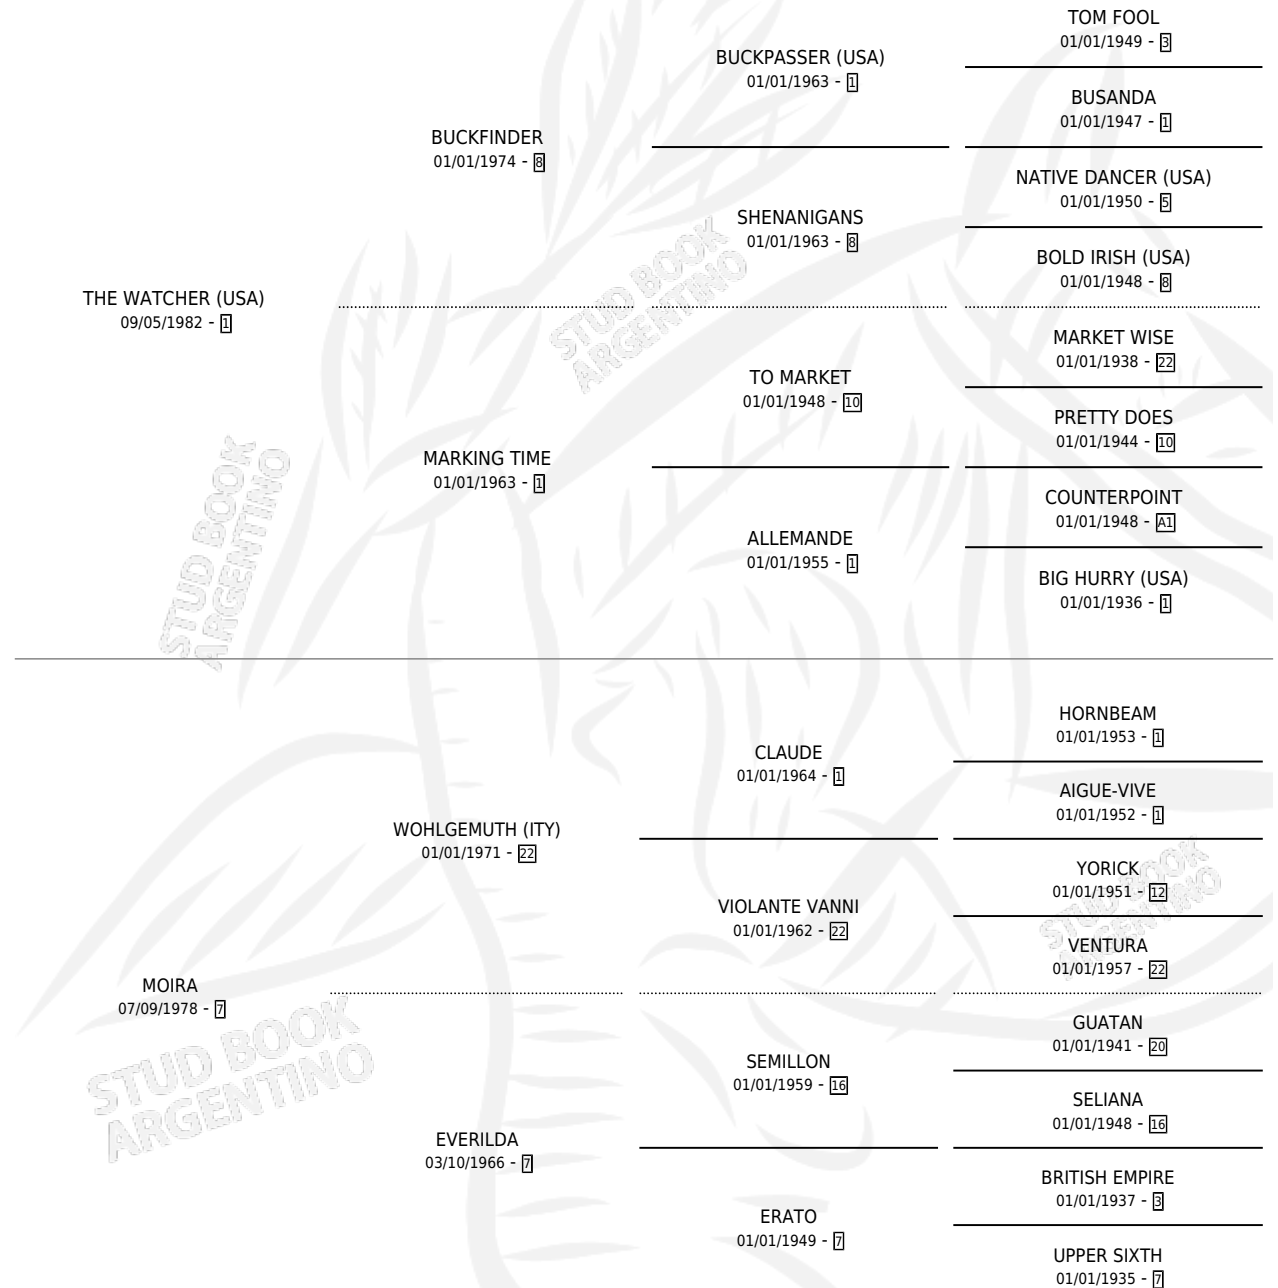 TOM FOOL
01/01/1949 - 3
BUCKPASSER (USA)
01/01/1963 - 1
BUSANDA
01/01/1947 - 1
BUCKFINDER
01/01/1974 - 8
NATIVE DANCER (USA)
01/01/1950 - 5
SHENANIGANS
01/01/1963 - 8
BOLD IRISH (USA)
01/01/1948 - 8
THE WATCHER (USA)
09/05/1982 - 1
STUD BOOK
ARGENTINO
MARKET WISE
01/01/1938 - 22
TO MARKET
01/01/1948 - 10
PRETTY DOES
01/01/1944 - 10
MARKING TIME
01/01/1963 - 1
COUNTERPOINT
01/01/1948 - A1
ALLEMANDE
01/01/1955 - 1
BIG HURRY (USA)
01/01/1936 - 1
STUD BOOK
ARGENTINO
HORNBEAM
01/01/1953 - 1
CLAUDE
01/01/1964 - 1
AIGUE-VIVE
01/01/1952 - 1
WOHLGEMUTH (ITY)
01/01/1971 - 22
YORICK
01/01/1951 - 12
VIOLANTE VANNI
01/01/1962 - 22
STUD BOOK
ARGENTINO
VENTURA
01/01/1957 - 22
MOIRA
07/09/1978 - 7
GUATAN
01/01/1941 - 20
SEMILLON
01/01/1959 - 16
STUD BOOK
ARGENTINO
SELIANA
01/01/1948 - 16
EVERILDA
03/10/1966 - 7
BRITISH EMPIRE
01/01/1937 - 3
ERATO
01/01/1949 - 7
UPPER SIXTH
01/01/1935 - 7